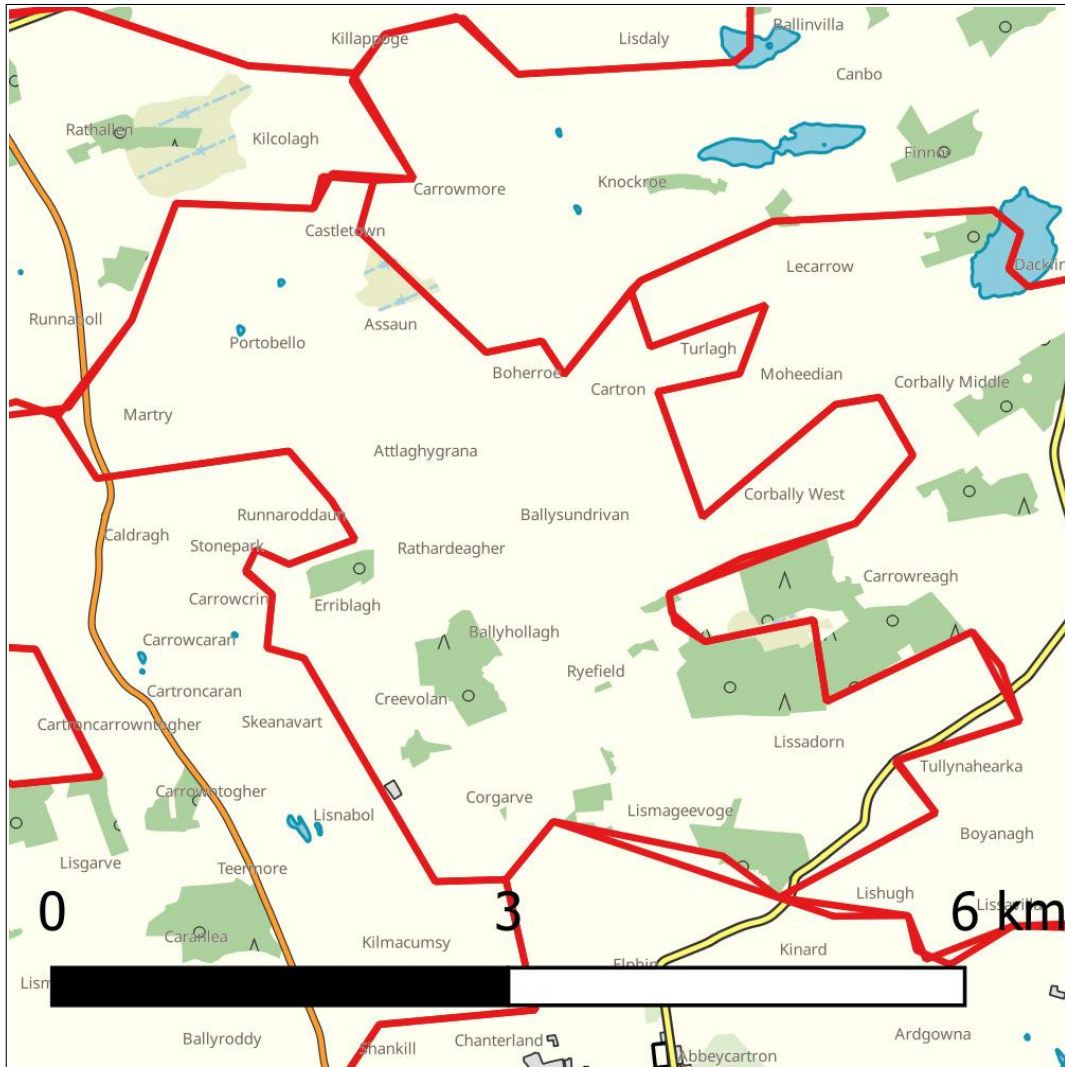 Ballinvilla
Killappoge
Lisdaly
Canbo
Rathallen
Kilcolagh
Finnor
Knockroe
Carrowmore
Castletown
Lecarrow
Runnaboll
Assaun
Portobello
Turlagh
Boherroe
Moheedian
Cartron
Corbally Middle
Martry
Attlaghygrana
Corbally West
Runnaroddaun
Ballysundrivan
Caldragh
Stonepark
Rathardeagher
Carrowreagh
Carrowcrin
Erriblagh
Carrowcaran
Ballyhollagh
Ryefield
Cartroncaran
Creevolan
Cartroncarrowntogher
Skeanavart
Lissadorn
Tullynahearka
Carrowntogher
Corgarve
Lismageevoge
Lisnabol
Boyanagh
Lisgarve
Teermore
Lishugh
0
3
6 km
Caranlea
Kilmacumsy
Kinard
Elphin
Ballyroddy
Ardgowna
Shankill
Chanterland
Abbeycartron